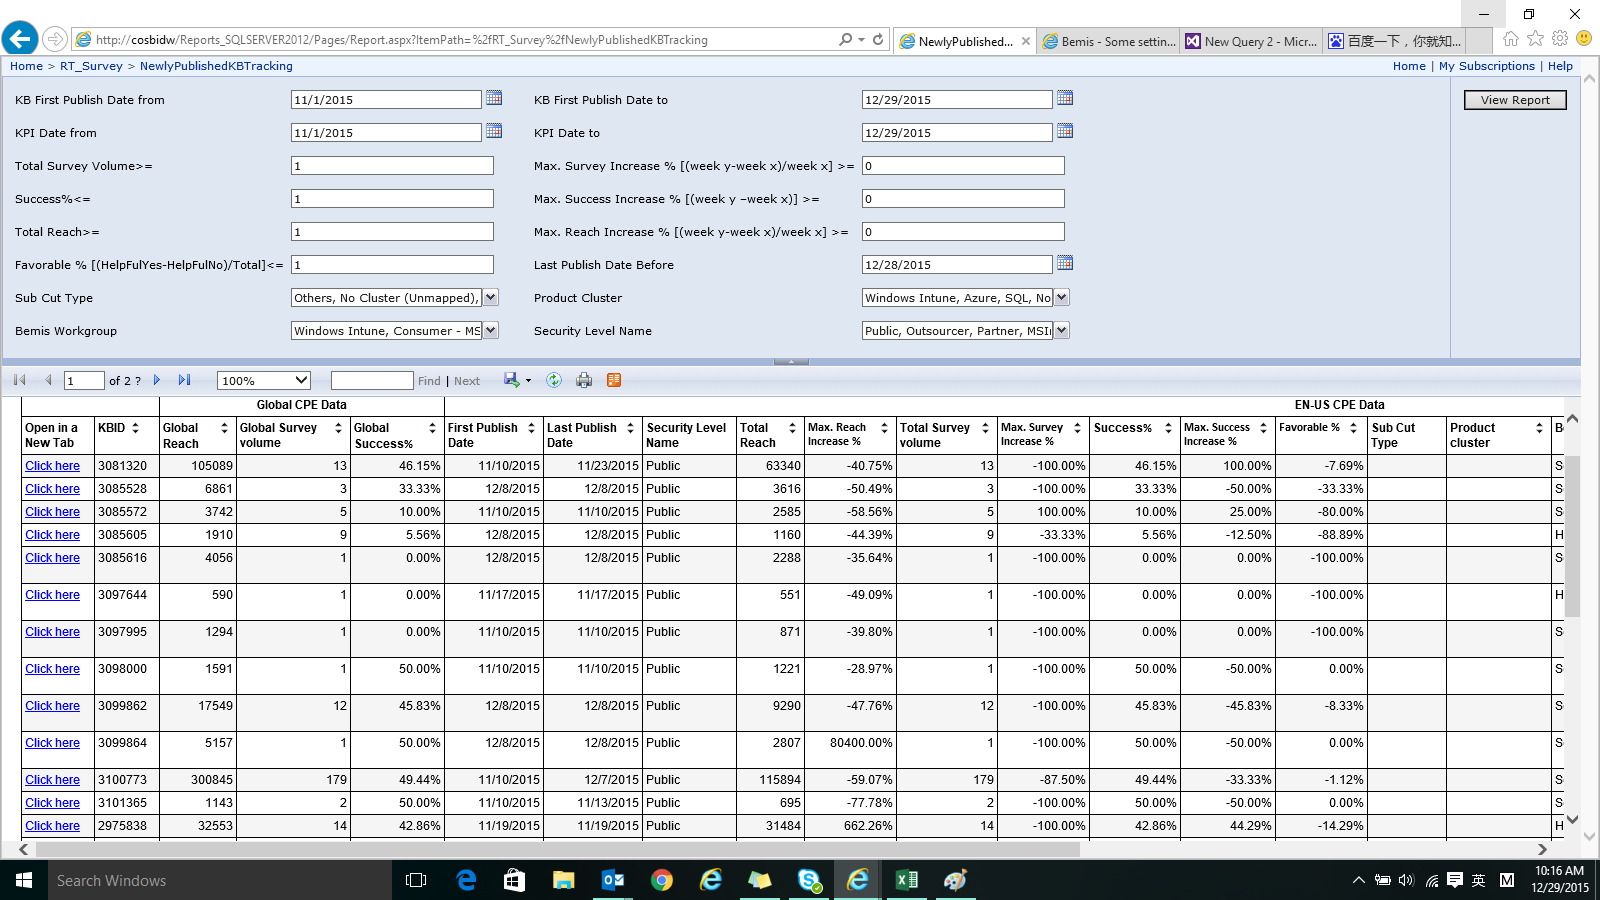 http://cosbidw/Reports_SQLSERVER2012/Pages/Report.aspx?ItemPath=%2fRT_Survey%2fNewlyPublishedKBTracking
NewlyPublished...
Bemis - Some settin...
New Query 2 - Micr...
百度一下，你就知...
Home > RT_Survey > NewlyPublishedKBTracking
Home | My Subscriptions | Help
KB First Publish Date from 11/1/2015 KB First Publish Date to 12/29/2015 View Report
KPI Date from 11/1/2015 KPI Date to 12/29/2015
Total Survey Volume>= 1 Max. Survey Increase % [(week y-week x)/week x] >= 0
Success%<= 1 Max. Success Increase % [(week y –week x)] >= 0
Total Reach>= 1 Max. Reach Increase % [(week y-week x)/week x] >= 0
Favorable % [(HelpFulYes-HelpFulNo)/Total]<= 1 Last Publish Date Before 12/28/2015
Sub Cut Type Others, No Cluster (Unmapped), Product Cluster Windows Intune, Azure, SQL, No
Bemis Workgroup Windows Intune, Consumer - MS Security Level Name Public, Outsourcer, Partner, MSI
1 of 2 ? 100% Find | Next
Global CPE Data EN-US CPE Data
Open in a New Tab KBID Global Reach Global Survey volume Global Success% First Publish Date Last Publish Date Security Level Name Total Reach Max. Reach Increase % Total Survey volume Max. Survey Increase % Success% Max. Success Increase % Favorable % Sub Cut Type Product cluster
Click here 3081320 105089 13 46.15% 11/10/2015 11/23/2015 Public 63340 -40.75% 13 -100.00% 46.15% 100.00% -7.69% S
Click here 3085528 6861 3 33.33% 12/8/2015 12/8/2015 Public 3616 -50.49% 3 -100.00% 33.33% -50.00% -33.33% S
Click here 3085572 3742 5 10.00% 11/10/2015 11/10/2015 Public 2585 -58.56% 5 100.00% 10.00% 25.00% -80.00% S
Click here 3085605 1910 9 5.56% 12/8/2015 12/8/2015 Public 1160 -44.39% 9 -33.33% 5.56% -12.50% -88.89% H
Click here 3085616 4056 1 0.00% 12/8/2015 12/8/2015 Public 2288 -35.64% 1 -100.00% 0.00% 0.00% -100.00% S
Click here 3097644 590 1 0.00% 11/17/2015 11/17/2015 Public 551 -49.09% 1 -100.00% 0.00% 0.00% -100.00% H
Click here 3097995 1294 1 0.00% 11/10/2015 11/10/2015 Public 871 -39.80% 1 -100.00% 0.00% 0.00% -100.00% S
Click here 3098000 1591 1 50.00% 11/10/2015 11/10/2015 Public 1221 -28.97% 1 -100.00% 50.00% -50.00% 0.00% S
Click here 3099862 17549 12 45.83% 12/8/2015 12/8/2015 Public 9290 -47.76% 12 -100.00% 45.83% -45.83% -8.33% S
Click here 3099864 5157 1 50.00% 12/8/2015 12/8/2015 Public 2807 80400.00% 1 -100.00% 50.00% -50.00% 0.00% S
Click here 3100773 300845 179 49.44% 11/10/2015 12/7/2015 Public 115894 -59.07% 179 -87.50% 49.44% -33.33% -1.12% S
Click here 3101365 1143 2 50.00% 11/10/2015 11/13/2015 Public 695 -77.78% 2 -100.00% 50.00% -50.00% 0.00% S
Click here 2975838 32553 14 42.86% 11/19/2015 11/19/2015 Public 31484 662.26% 14 -100.00% 42.86% 44.29% -14.29% H
Search Windows
英 M
10:16 AM
12/29/2015